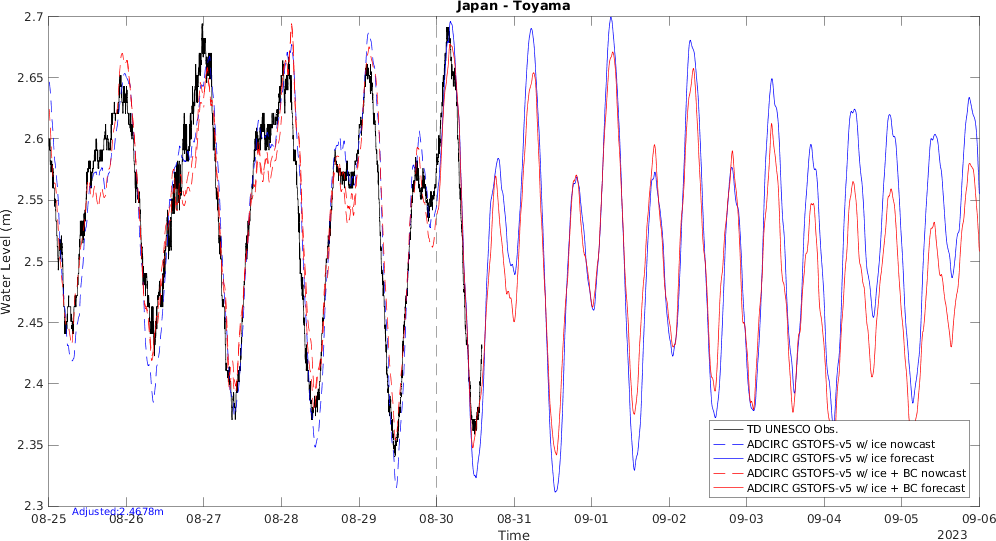 Japan - Toyama
Water Level (m)
2.7
2.65
2.6
2.55
2.5
2.45
2.4
2.35
2.3
TD UNESCO Obs.
ADCIRC GSTOFS-v5 w/ ice nowcast
ADCIRC GSTOFS-v5 w/ ice forecast
ADCIRC GSTOFS-v5 w/ ice + BC nowcast
ADCIRC GSTOFS-v5 w/ ice + BC forecast
Adjusted:2.4678m
08-25 08-26 08-27 08-28 08-29 08-30 08-31 09-01 09-02 09-03 09-04 09-05 09-06
Time
2023